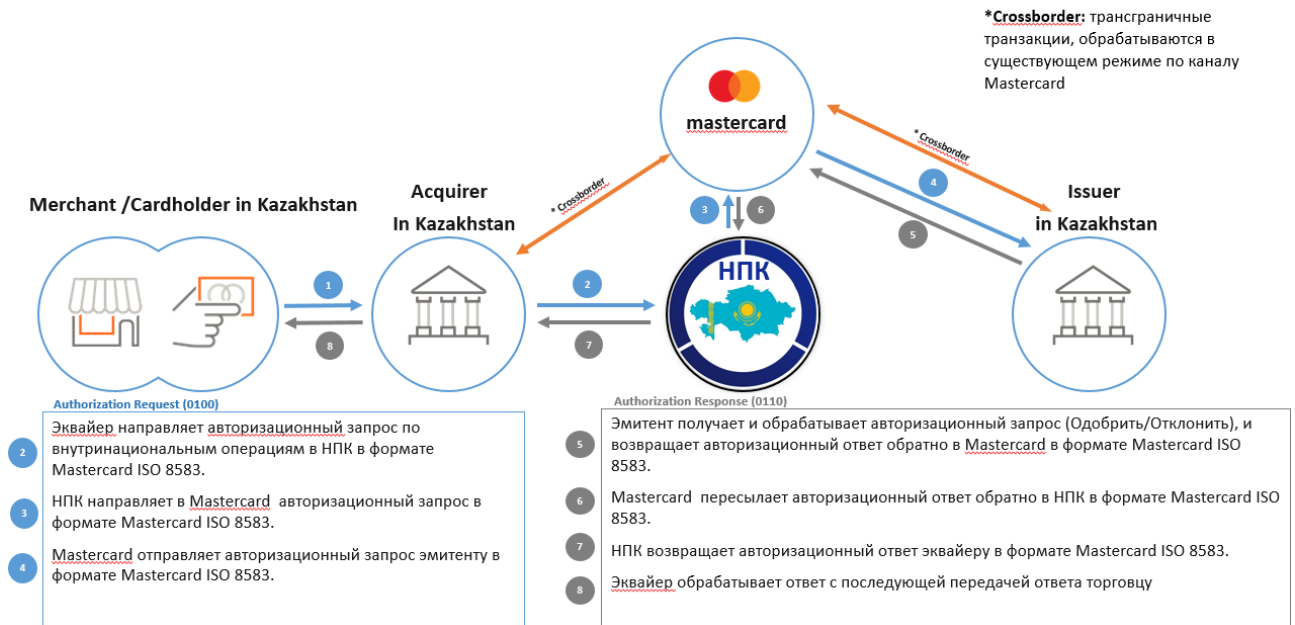 *Crossborder: трансграничные
транзакции, обрабатываются в
существующем режиме по каналу
Mastercard
mastercard
* Crossborder
* Crossborder
Merchant /Cardholder in Kazakhstan
Acquirer
In Kazakhstan
Issuer
in Kazakhstan
НПК
1
2
3
4
5
6
7
8
Authorization Request (0100)
2
Эквайер направляет авторизационный запрос по
внутринациональным операциям в НПК в формате
Mastercard ISO 8583.
3
НПК направляет в Mastercard авторизационный запрос в
формате Mastercard ISO 8583.
4
Mastercard отправляет авторизационный запрос эмитенту в
формате Mastercard ISO 8583.
Authorization Response (0110)
5
Эмитент получает и обрабатывает авторизационный запрос (Одобрить/Отклонить), и
возвращает авторизационный ответ обратно в Mastercard в формате Mastercard ISO
8583.
6
Mastercard пересылает авторизационный ответ обратно в НПК в формате Mastercard ISO
8583.
7
НПК возвращает авторизационный ответ эквайеру в формате Mastercard ISO 8583.
8
Эквайер обрабатывает ответ с последующей передачей ответа торговцу